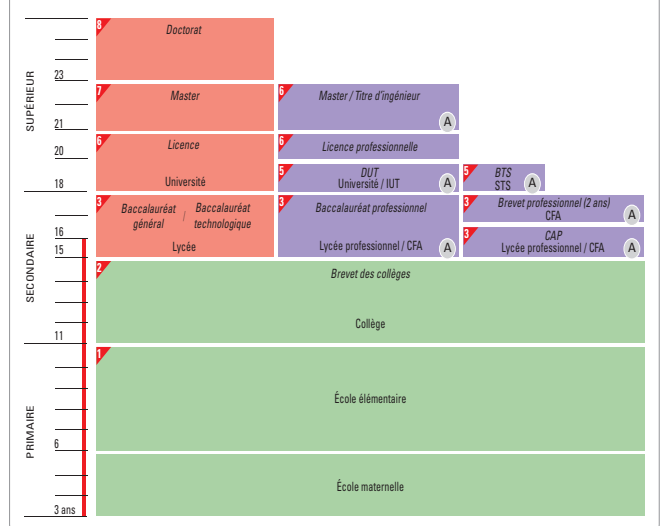 SUPÉRIEUR
8
Doctorat
23
7
Master
6
Master / Titre d'ingénieur
A
21
20
6
Licence
6
Licence professionnelle
18
Université
5
DUT
Université / IUT
A
5
BTS
STS
A
SECONDAIRE
3
Baccalauréat
général
/
Baccalauréat
technologique
Lycée
3
Baccalauréat professionnel
Lycée professionnel / CFA
A
3
Brevet professionnel (2 ans)
CFA
A
3
CAP
Lycée professionnel / CFA
A
16
15
2
Brevet des collèges
Collège
11
PRIMAIRE
1
École élémentaire
6
École maternelle
3 ans